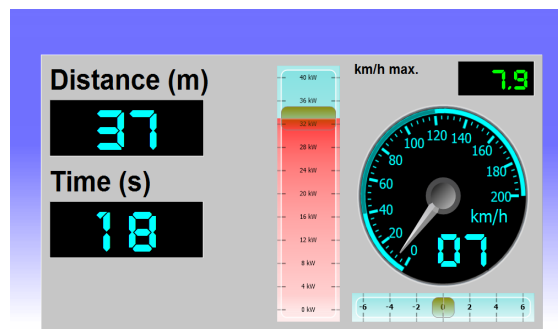 Distance (m)
37
Time (s)
18
40 kW
36 kW
32 kW
28 kW
24 kW
20 kW
16 kW
12 kW
8 kW
4 kW
0 kW
km/h max.
7.9
0
20
40
60
80
100
120
140
160
180
200
km/h
07
-6 -4 -2 0 2 4 6